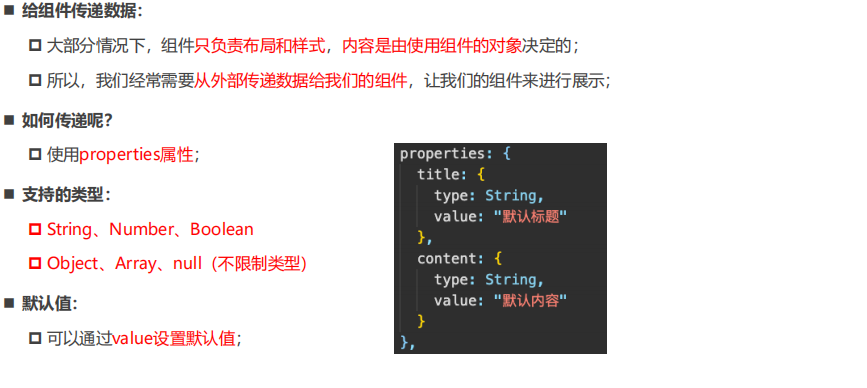 给组件传递数据：
大部分情况下，组件只负责布局和样式，内容是由使用组件的对象决定的；
所以，我们经常需要从外部传递数据给我们的组件，让我们的组件来进行展示；
如何传递呢？
使用properties属性；
支持的类型：
String、Number、Boolean
Object、Array、null（不限制类型）
默认值：
可以通过value设置默认值；
properties: {
title: {
type: String,
value: "默认标题"
},
content: {
type: String,
value: "默认内容"
}
},